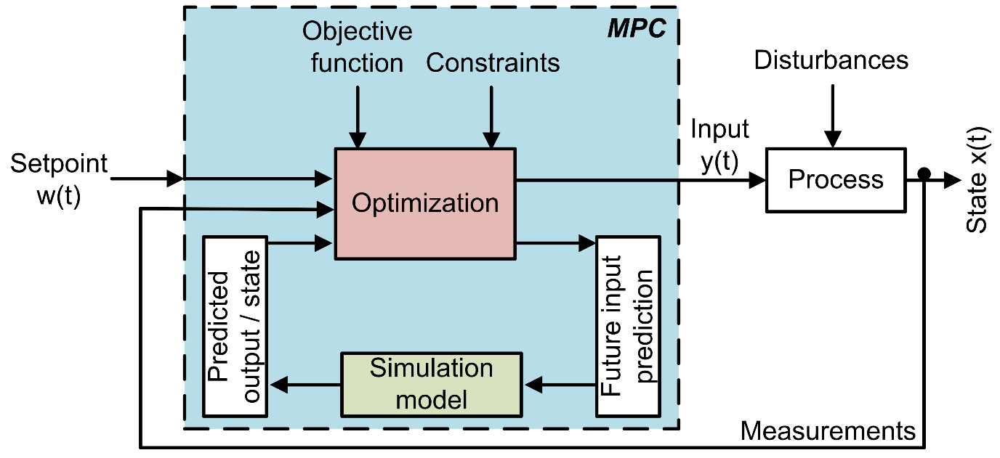 MPC
Objective
function
Constraints
Disturbances
Setpoint
w(t)
Optimization
Input
y(t)
Process
State x(t)
Predicted
output / state
Simulation
model
Future input
prediction
Measurements